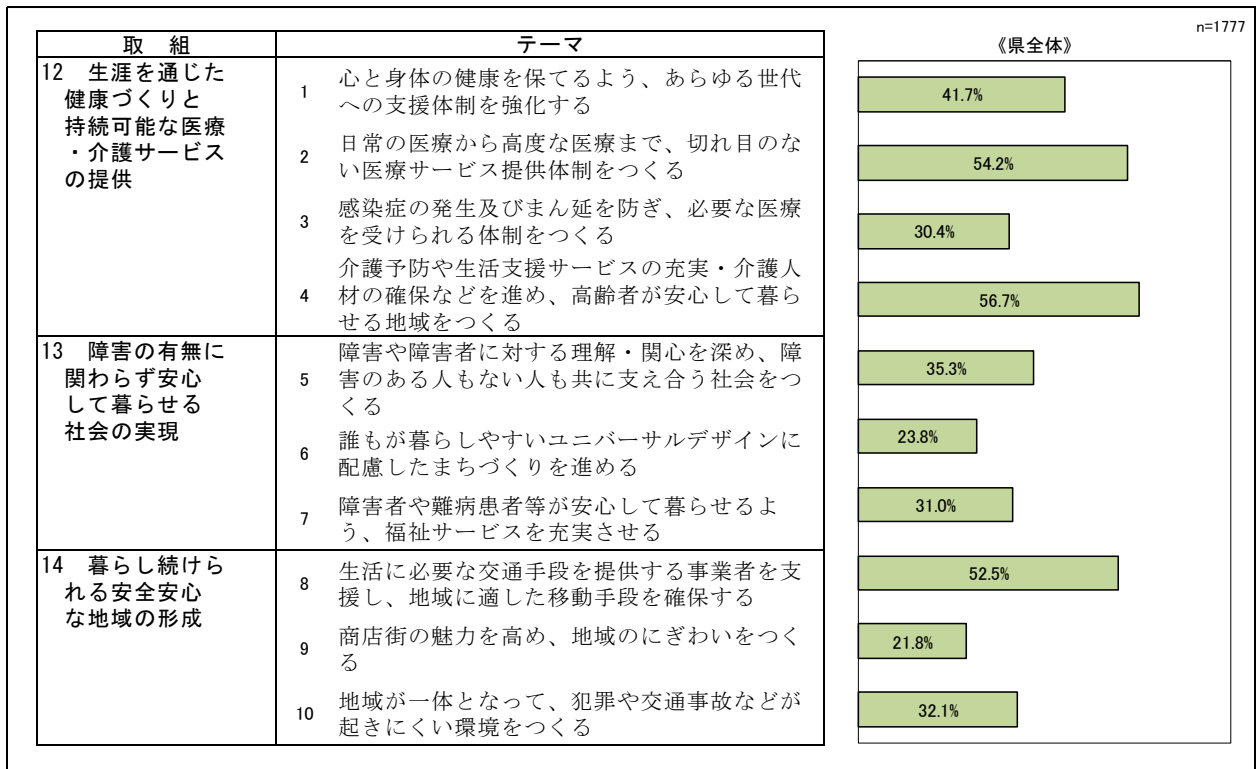 n=1777
取　組　テーマ　《県全体》
12　生涯を通じた
健康づくりと
持続可能な医療
・介護サービス
の提供
1　心と身体の健康を保てるよう、あらゆる世代
への支援体制を強化する
41.7%
2　日常の医療から高度な医療まで、切れ目のな
い医療サービス提供体制をつくる
54.2%
3　感染症の発生及びまん延を防ぎ、必要な医療
を受けられる体制をつくる
30.4%
4　介護予防や生活支援サービスの充実・介護人
材の確保などを進め、高齢者が安心して暮ら
せる地域をつくる
56.7%
13　障害の有無に
関わらず安心
して暮らせる
社会の実現
5　障害や障害者に対する理解・関心を深め、障
害のある人もない人も共に支え合う社会をつ
くる
35.3%
6　誰もが暮らしやすいユニバーサルデザインに
配慮したまちづくりを進める
23.8%
7　障害者や難病患者等が安心して暮らせるよ
う、福祉サービスを充実させる
31.0%
14　暮らし続けら
れる安全安心
な地域の形成
8　生活に必要な交通手段を提供する事業者を支
援し、地域に適した移動手段を確保する
52.5%
9　商店街の魅力を高め、地域のにぎわいをつく
る
21.8%
10　地域が一体となって、犯罪や交通事故などが
起きにくい環境をつくる
32.1%